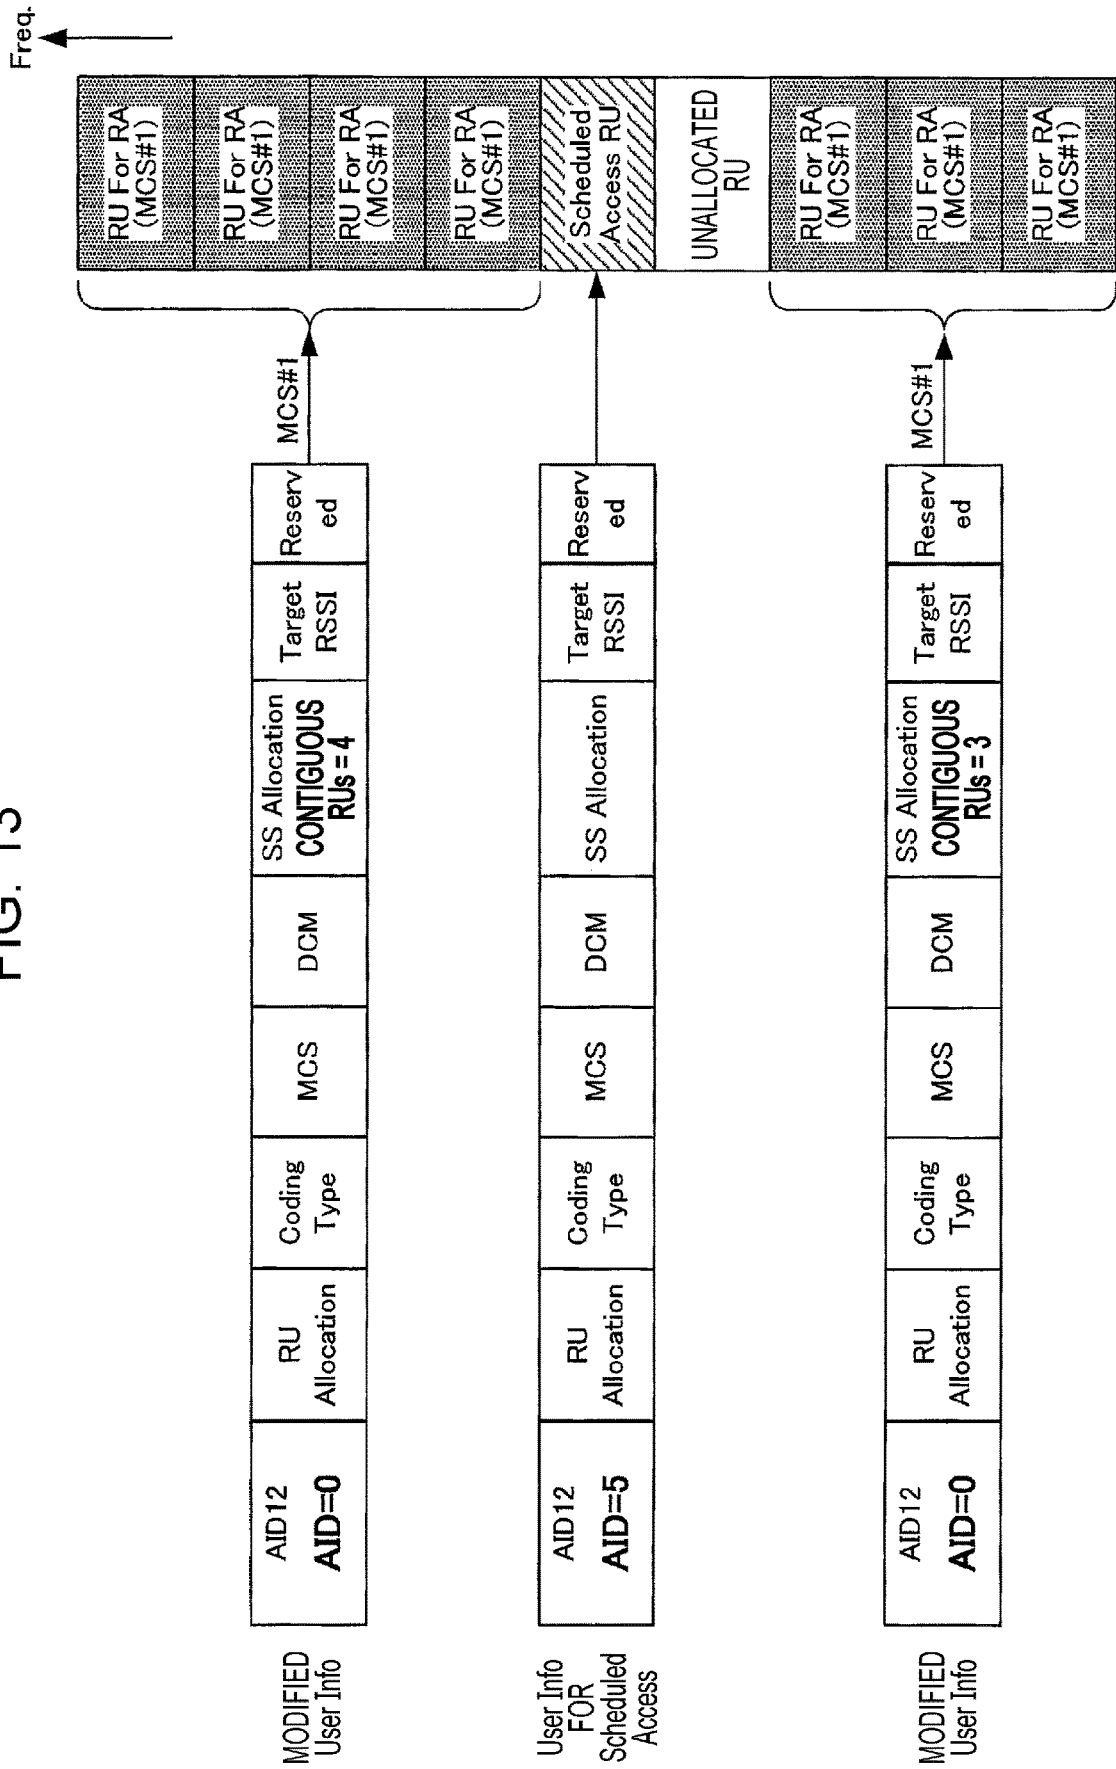 FIG.
Freq.
MODIFIED
User Info
AID12
AID=0
RU
Allocation
Coding
Type
MCS
DCM
SS Allocation
CONTIGUOUS
RUs = 4
Target
RSSI
Reserv
ed
MCS#1
RU For RA
(MCS#1)
RU For RA
(MCS#1)
RU For RA
(MCS#1)
RU For RA
(MCS#1)
User Info
FOR
Scheduled
Access
AID12
AID=5
RU
Allocation
Coding
Type
MCS
DCM
SS Allocation
Target
RSSI
Reserv
ed
Scheduled
Access RU
UNALLOCATED
RU
MODIFIED
User Info
AID12
AID=0
RU
Allocation
Coding
Type
MCS
DCM
SS Allocation
CONTIGUOUS
RUs = 3
Target
RSSI
Reserv
ed
MCS#1
RU For RA
(MCS#1)
RU For RA
(MCS#1)
RU For RA
(MCS#1)